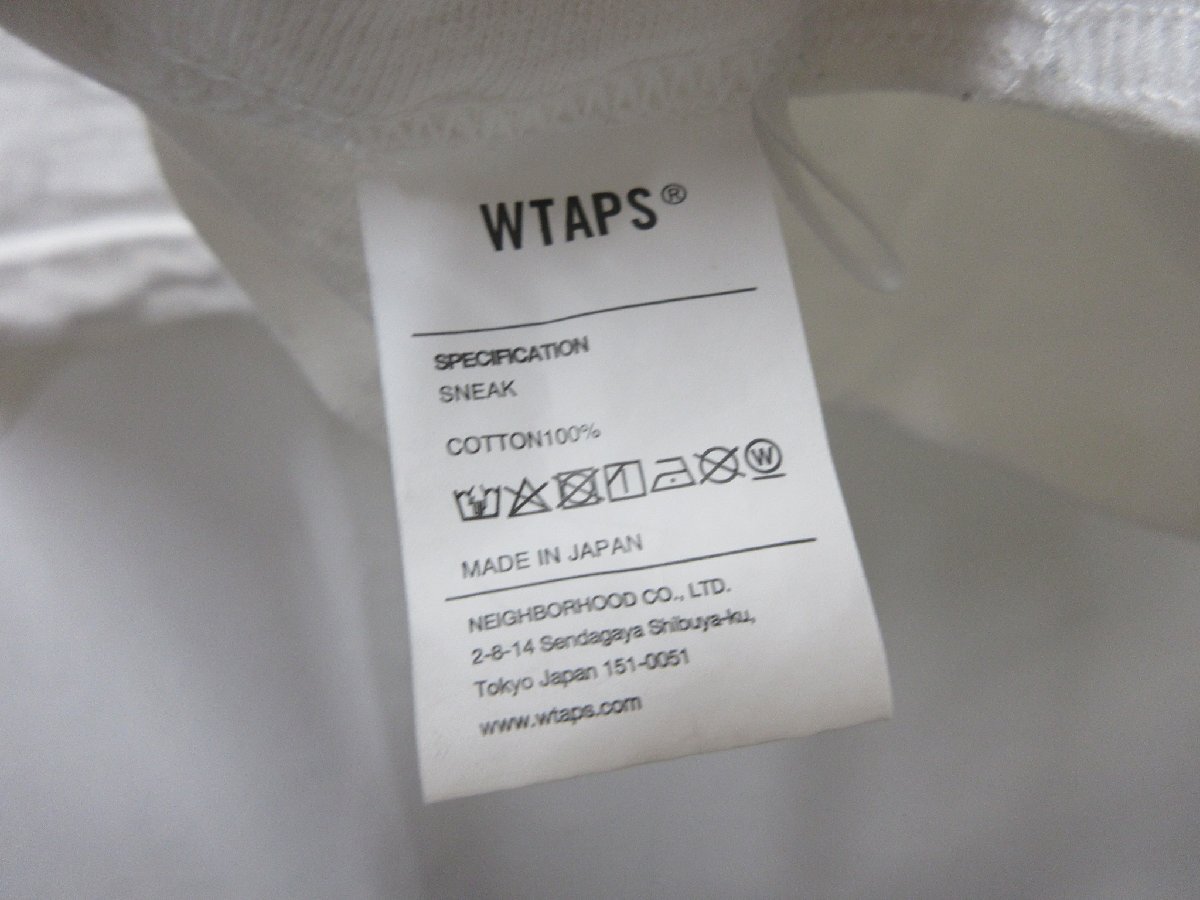 WTAPS®
SPECIFICATION
SNEAK
COTTON100%
W
MADE IN JAPAN
NEIGHBORHOOD CO., LTD.
2-8-14 Sendagaya Shibuya-ku,
Tokyo Japan 151-0051
www.wtaps.com